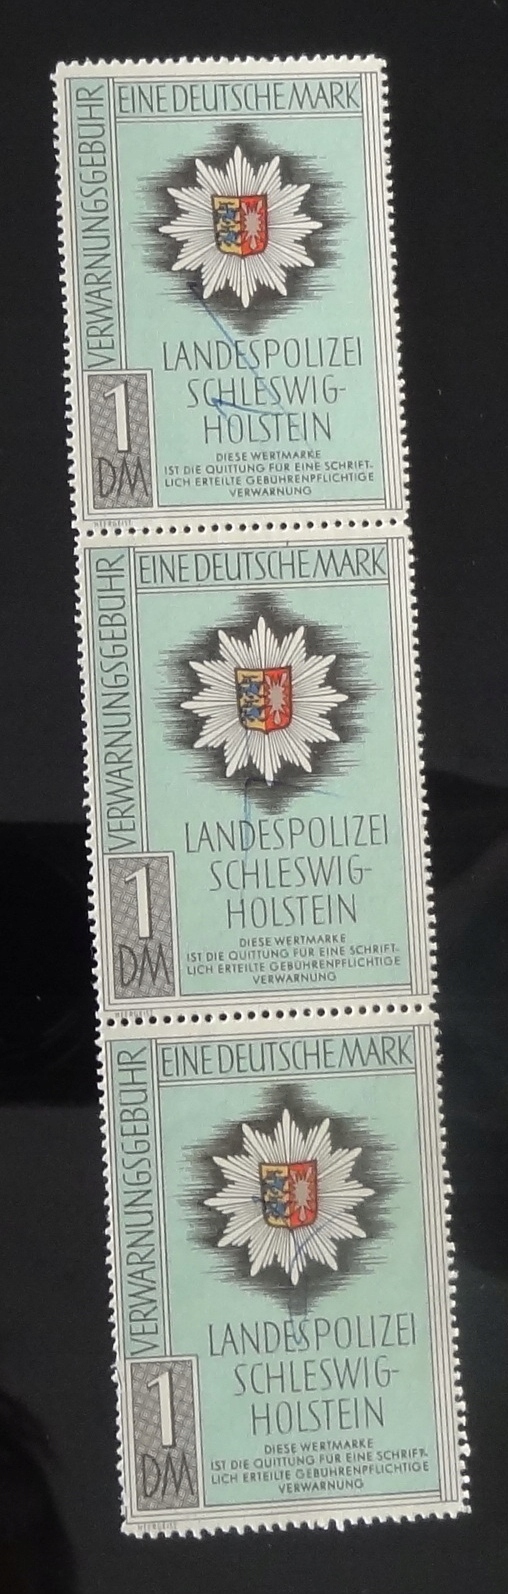 EINE DEUTSCHE MARK
VERWARNUNGSGEBÜHR
LANDESPOLIZEI
SCHLESWIG-
HOLSTEIN
1
DM
DIESE WERTMARKE
IST DIE QUITTUNG FÜR EINE SCHRIFT-
LICH ERTEILTE GEBÜHRENPFLICHTIGE
VERWARNUNG
HEERGEIST
EINE DEUTSCHE MARK
VERWARNUNGSGEBÜHR
LANDESPOLIZEI
SCHLESWIG-
HOLSTEIN
1
DM
DIESE WERTMARKE
IST DIE QUITTUNG FÜR EINE SCHRIFT-
LICH ERTEILTE GEBÜHRENPFLICHTIGE
VERWARNUNG
HEERGEIST
EINE DEUTSCHE MARK
VERWARNUNGSGEBÜHR
LANDESPOLIZEI
SCHLESWIG-
HOLSTEIN
1
DM
DIESE WERTMARKE
IST DIE QUITTUNG FÜR EINE SCHRIFT-
LICH ERTEILTE GEBÜHRENPFLICHTIGE
VERWARNUNG
HEERGEIST